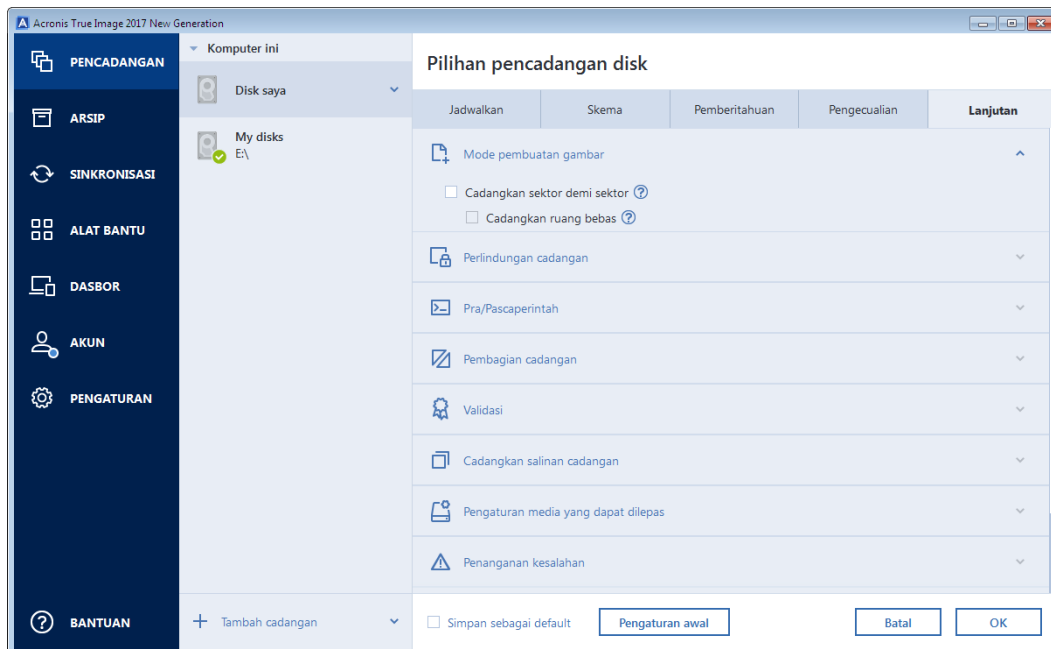 Acronis True Image 2017 New Generation
PENCADANGAN
ARSIP
SINKRONISASI
ALAT BANTU
DASBOR
AKUN
PENGATURAN
BANTUAN
Komputer ini
Disk saya
My disks
E:\
Tambah cadangan
Pilihan pencadangan disk
Jadwalkan
Skema
Pemberitahuan
Pengecualian
Lanjutan
Mode pembuatan gambar
Cadangkan sektor demi sektor ?
Cadangkan ruang bebas ?
Perlindungan cadangan
Pra/Pascaperintah
Pembagian cadangan
Validasi
Cadangkan salinan cadangan
Pengaturan media yang dapat dilepas
Penanganan kesalahan
Simpan sebagai default
Pengaturan awal
Batal
OK